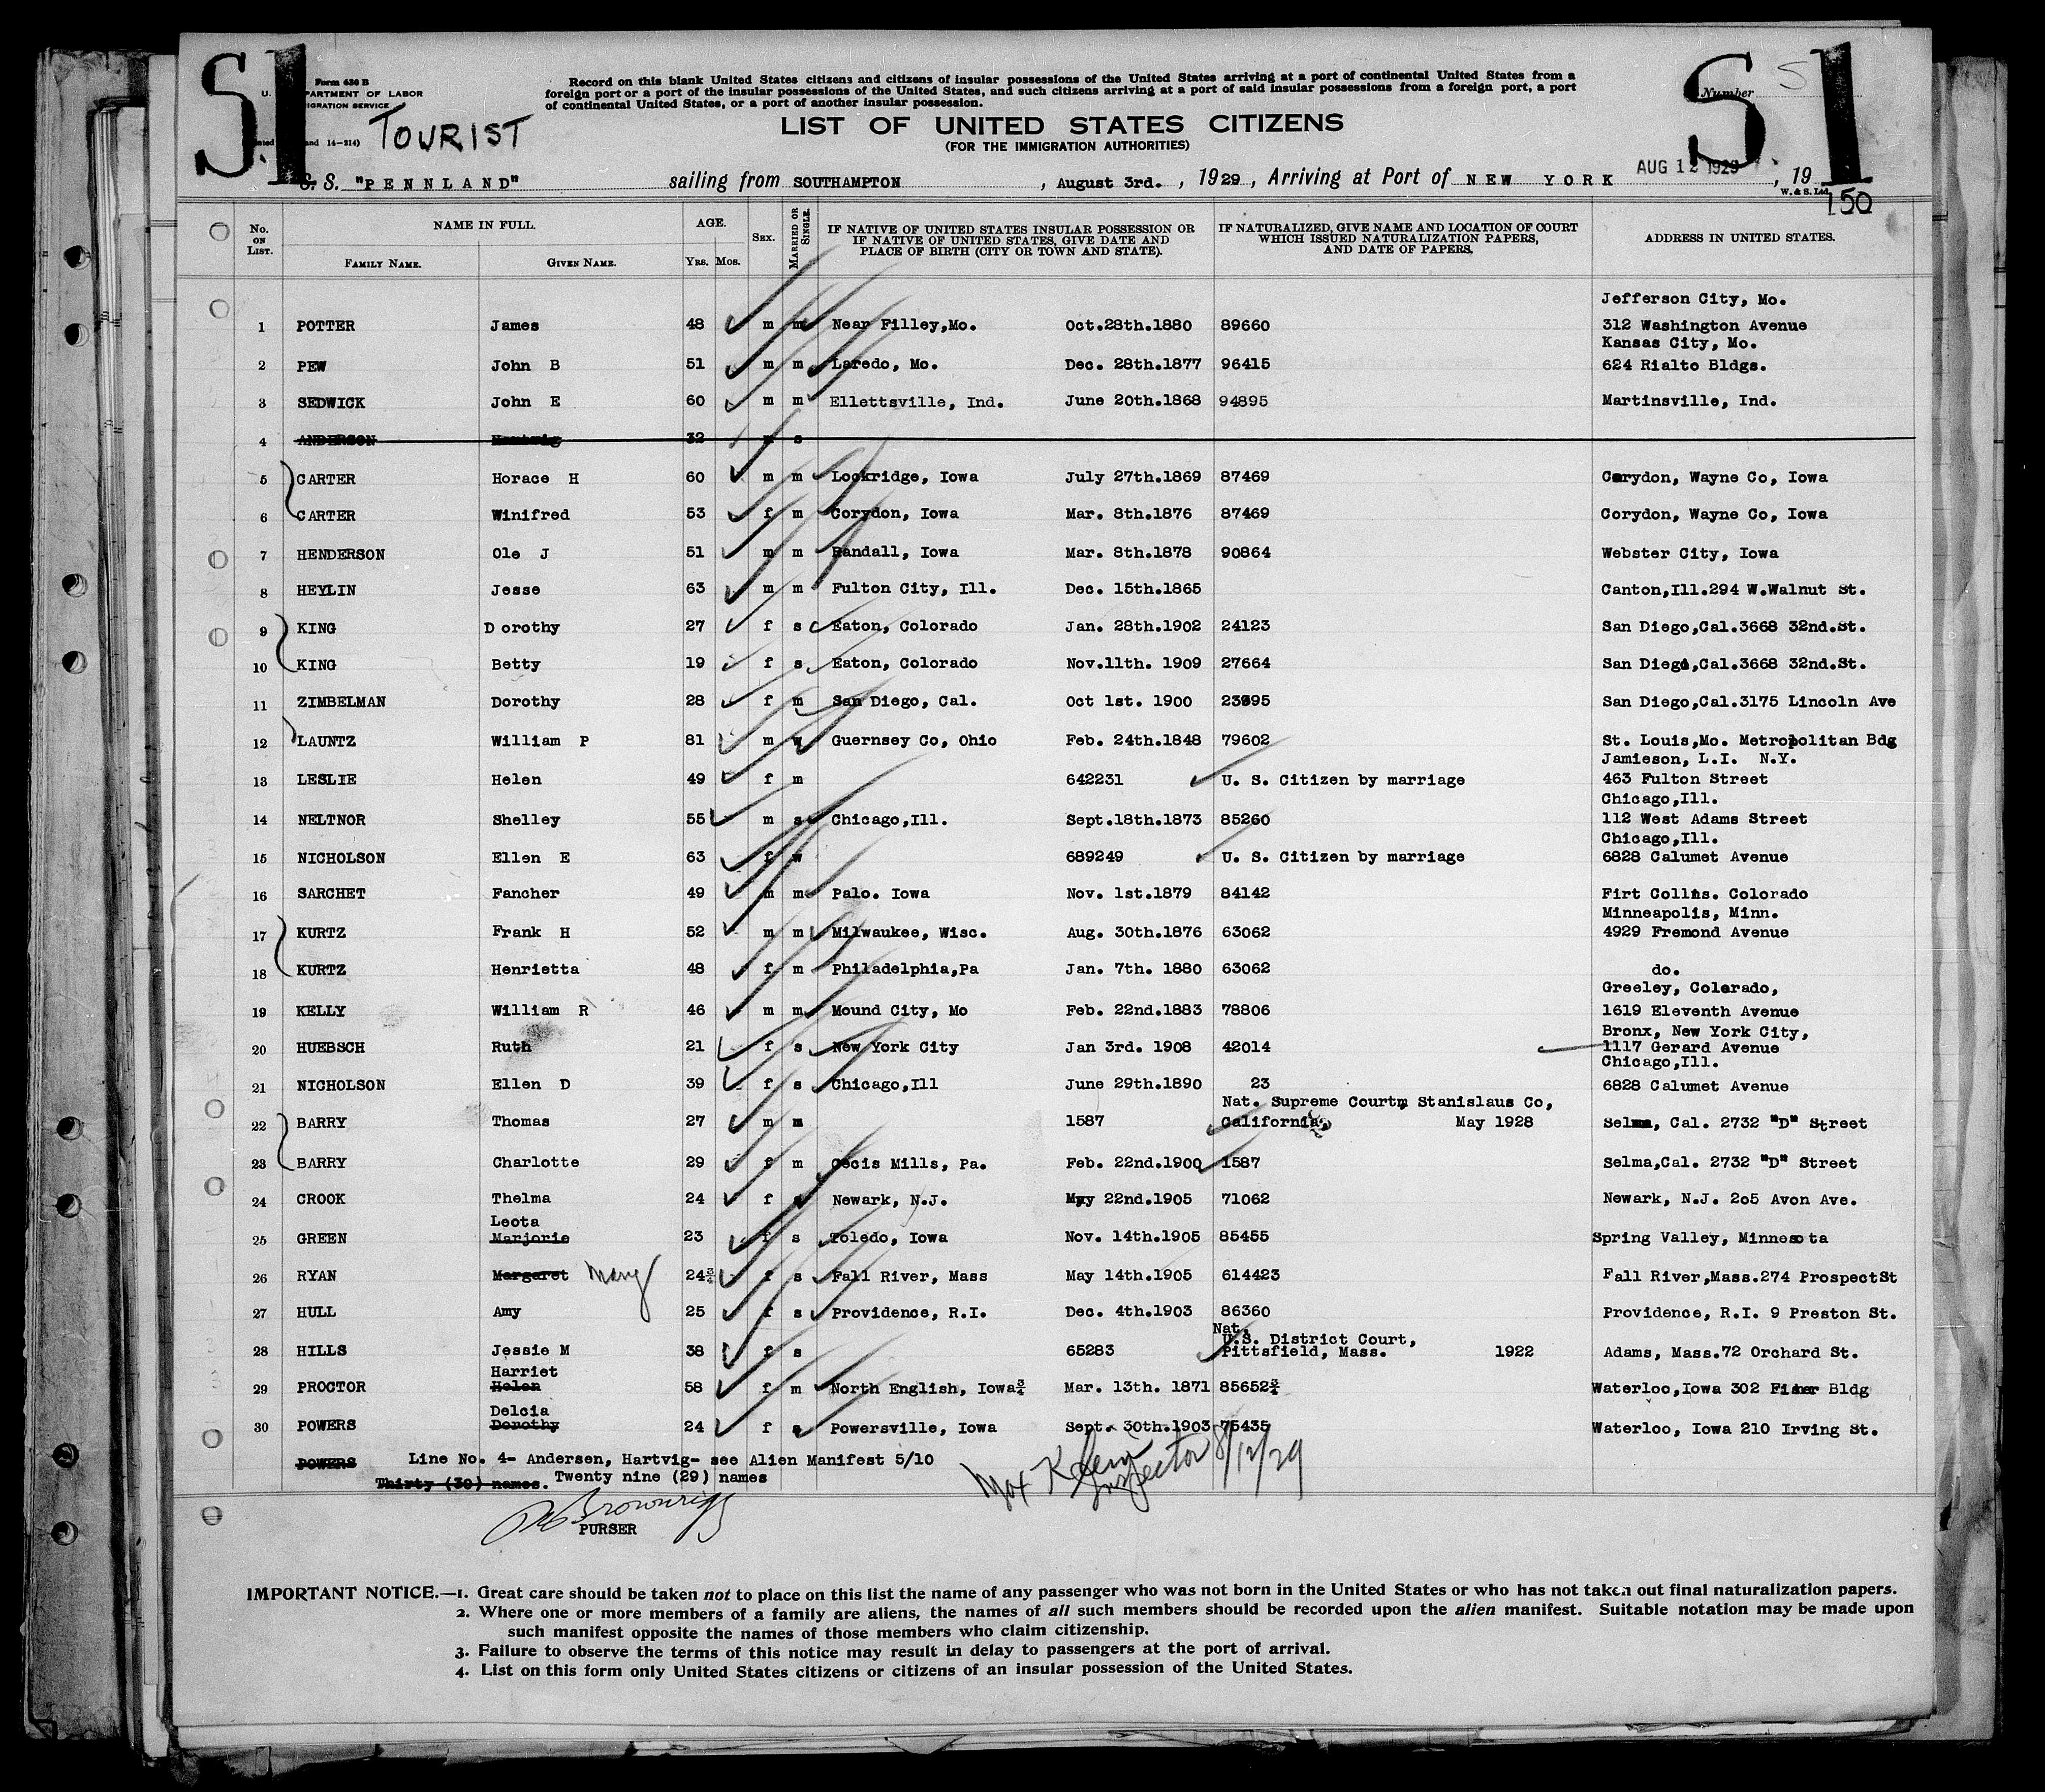 S1
Form 630 B
U. PARTMENT OF LABOR
IGRATION SERVICE
and 14-214)
TOURIST
Record on this blank United States citizens and citizens of insular possessions of the United States arriving at a port of continental United States from a
foreign port or a port of the insular possessions of the United States, and such citizens arriving at a port of said insular possessions from a foreign port, a port
of continental United States, or a port of another insular possession.
LIST OF UNITED STATES CITIZENS
(FOR THE IMMIGRATION AUTHORITIES)
Number S
S1
S. S. "PENNLAND" sailing from SOUTHAMPTON , August 3rd. , 1929 , Arriving at Port of NEW YORK AUG 12 1929 , 19
W. & S. Ltd.
150
No. ON LIST. NAME IN FULL. FAMILY NAME. GIVEN NAME. AGE. YRS. MOS. SEX. MARRIED OR SINGLE. IF NATIVE OF UNITED STATES INSULAR POSSESSION OR IF NATIVE OF UNITED STATES, GIVE DATE AND PLACE OF BIRTH (CITY OR TOWN AND STATE). IF NATURALIZED, GIVE NAME AND LOCATION OF COURT WHICH ISSUED NATURALIZATION PAPERS, AND DATE OF PAPERS. ADDRESS IN UNITED STATES.
Jefferson City, Mo.
1 POTTER James 48 m m Near Filley,Mo. Oct.28th.1880 89660 312 Washington Avenue
Kansas City, Mo.
2 PEW John B 51 m m Laredo, Mo. Dec. 28th.1877 96415 624 Rialto Bldgs.
3 SEDWICK John E 60 m m Ellettsville, Ind. June 20th.1868 94895 Martinsville, Ind.
4 ANDERSON Hartwig 32 m s
5 CARTER Horace H 60 m m Lockridge, Iowa July 27th.1869 87469 Corydon, Wayne Co, Iowa
6 CARTER Winifred 53 f m Corydon, Iowa Mar. 8th.1876 87469 Corydon, Wayne Co, Iowa
7 HENDERSON Ole J 51 m m Randall, Iowa Mar. 8th.1878 90864 Webster City, Iowa
8 HEYLIN Jesse 63 m m Fulton City, Ill. Dec. 15th.1865 Canton,Ill.294 W.Walnut St.
9 KING D orothy 27 f s Eaton, Colorado Jan. 28th.1902 24123 San Diego,Cal.3668 32nd.St.
10 KING Betty 19 f s Eaton, Colorado Nov.11th. 1909 27664 San Diego,Cal.3668 32nd.St.
11 ZIMBELMAN Dorothy 28 f m San Diego, Cal. Oct 1st. 1900 23995 San Diego,Cal.3175 Lincoln Ave
12 LAUNTZ William P 81 m w Guernsey Co, Ohio Feb. 24th.1848 79602 St. Louis,Mo. Metropolitan Bdg
Jamieson, L.I. N.Y.
13 LESLIE Helen 49 f m 642231 U. S. Citizen by marriage 463 Fulton Street
Chicago,Ill.
14 NELTNOR Shelley 55 m s Chicago,Ill. Sept.18th.1873 85260 112 West Adams Street
Chicago,Ill.
15 NICHOLSON Ellen E 63 f w 689249 U. S. Citizen by marriage 6828 Calumet Avenue
16 SARCHET Fancher 49 m m Palo. Iowa Nov. 1st.1879 84142 Firt Collins. Colorado
Minneapolis, Minn.
17 KURTZ Frank H 52 m m Milwaukee, Wisc. Aug. 30th.1876 63062 4929 Fremond Avenue
18 KURTZ Henrietta 48 f m Philadelphia,Pa Jan. 7th. 1880 63062 do.
Greeley, Colorado,
19 KELLY William R 46 m m Mound City, Mo Feb. 22nd.1883 78806 1619 Eleventh Avenue
Bronx, New York City,
20 HUEBSCH Ruth 21 f s New York City Jan 3rd. 1908 42014 1117 Gerard Avenue
Chicago,Ill.
21 NICHOLSON Ellen D 39 f s Chicago,Ill June 29th.1890 23 6828 Calumet Avenue
Nat. Supreme Court, Stanislaus Co,
22 BARRY Thomas 27 m m 1587 California, May 1928 Selma, Cal. 2732 "D" Street
23 BARRY Charlotte 29 f m Cocis Mills, Pa. Feb. 22nd.1900 1587 Selma,Cal. 2732 "D" Street
24 CROOK Thelma 24 f s Newark, N.J. May 22nd.1905 71062 Newark, N.J. 205 Avon Ave.
Leota
25 GREEN Marjorie 23 f s Toledo, Iowa Nov. 14th.1905 85455 Spring Valley, Minnesota
26 RYAN Margaret Mary 24 3/4 f s Fall River, Mass May 14th.1905 614423 Fall River,Mass.274 ProspectSt
27 HULL Amy 25 f s Providence, R.I. Dec. 4th.1903 86360 Providence, R.I. 9 Preston St.
Nat.
U.S. District Court,
28 HILLS Jessie M 38 f s 65283 Pittsfield, Mass. 1922 Adams, Mass.72 Orchard St.
Harriet
29 PROCTOR Helen 58 f m North English, Iowa¾ Mar. 13th. 1871 85652¾ Waterloo,Iowa 302 Bldg
Delcia
30 POWERS Dorothy 24 f s Powersville, Iowa Sept. 30th.1903 75435 Waterloo, Iowa 210 Irving St.
POWERS Line No. 4- Andersen, Hartvig- see Alien Manifest 5/10
Thirty (30) names. Twenty nine (29) names
Max Klein Inspector 8/12/29
Brownrigg
PURSER
IMPORTANT NOTICE.—1. Great care should be taken not to place on this list the name of any passenger who was not born in the United States or who has not taken out final naturalization papers.
2. Where one or more members of a family are aliens, the names of all such members should be recorded upon the alien manifest. Suitable notation may be made upon
such manifest opposite the names of those members who claim citizenship.
3. Failure to observe the terms of this notice may result in delay to passengers at the port of arrival.
4. List on this form only United States citizens or citizens of an insular possession of the United States.